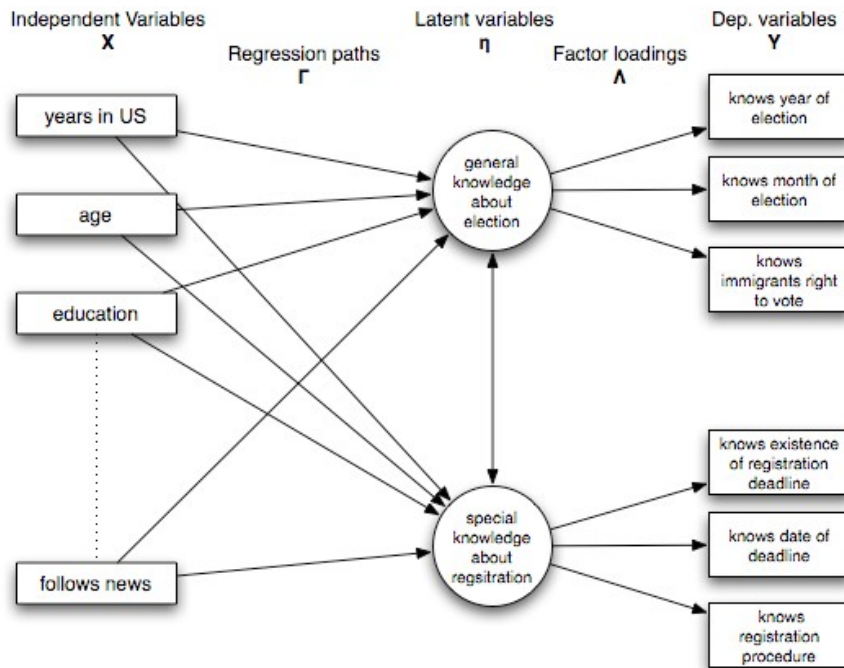 Independent Variables
X
Regression paths
Γ
Latent variables
η
Factor loadings
Λ
Dep. variables
Y
years in US
age
education
follows news
general
knowledge
about
election
special
knowledge
about
regsitration
knows year of
election
knows month of
election
knows
immigrants right
to vote
knows existence
of registration
deadline
knows date of
deadline
knows
registration
procedure